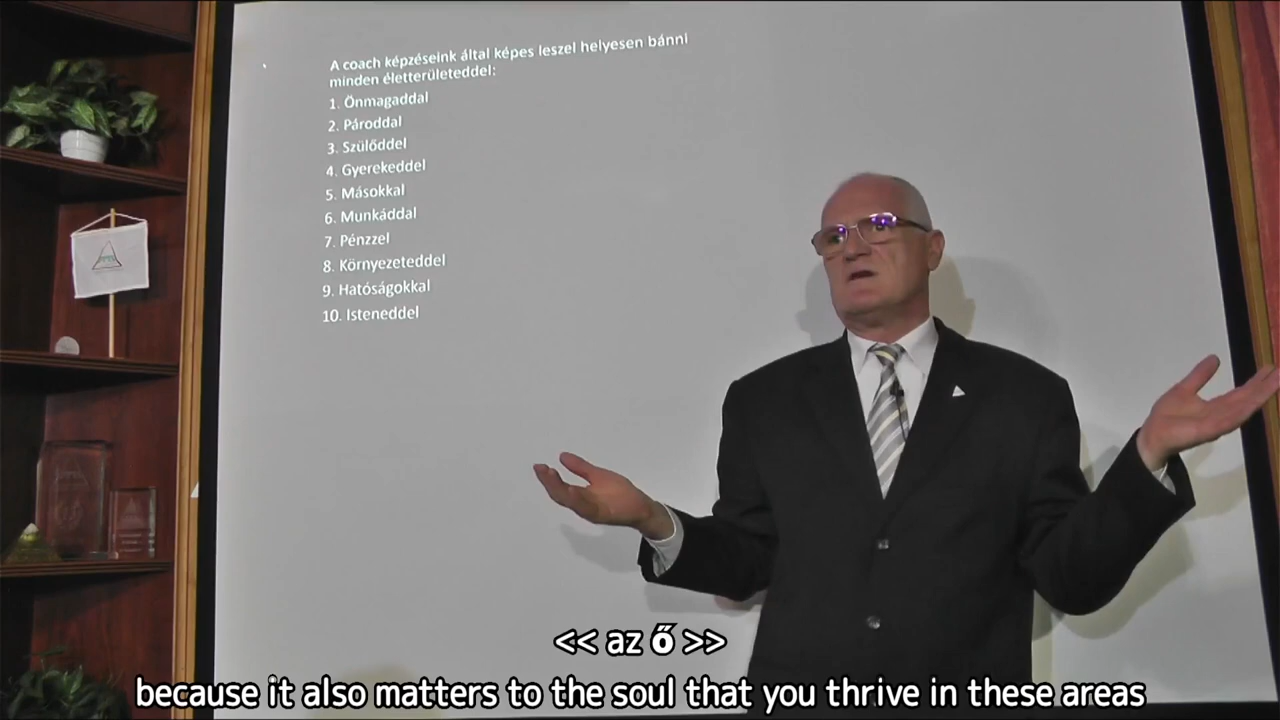 A coach képzéseink által képes leszel helyesen bánni
minden életterületeddel:
1. Önmagaddal
2. Pároddal
3. Szülőddel
4. Gyerekeddel
5. Másokkal
6. Munkáddal
7. Pénzzel
8. Környezeteddel
9. Hatóságokkal
10. Isteneddel
<< az ő >>
because it also matters to the soul that you thrive in these areas